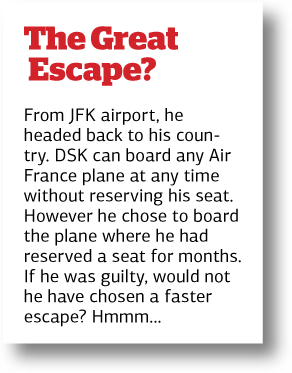 The Great
Escape?
From JFK airport, he
headed back to his coun-
try. DSK can board any Air
France plane at any time
without reserving his seat.
However he chose to board
the plane where he had
reserved a seat for months.
If he was guilty, would not
he have chosen a faster
escape? Hmmm...